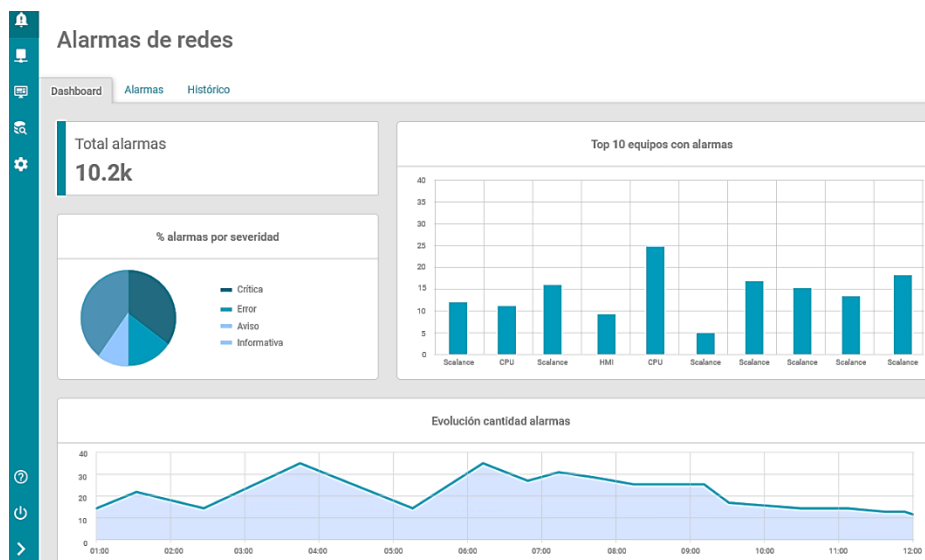 Alarmas de redes
Dashboard Alarmas Histórico
Total alarmas
10.2k
% alarmas por severidad
Crítica
Error
Aviso
Informativa
Top 10 equipos con alarmas
40
35
30
25
20
15
10
5
0
Scalance CPU Scalance HMI CPU Scalance Scalance Scalance Scalance Scalance
Evolución cantidad alarmas
40
30
20
10
0
01:00 02:00 03:00 04:00 05:00 06:00 07:00 08:00 09:00 10:00 11:00 12:00